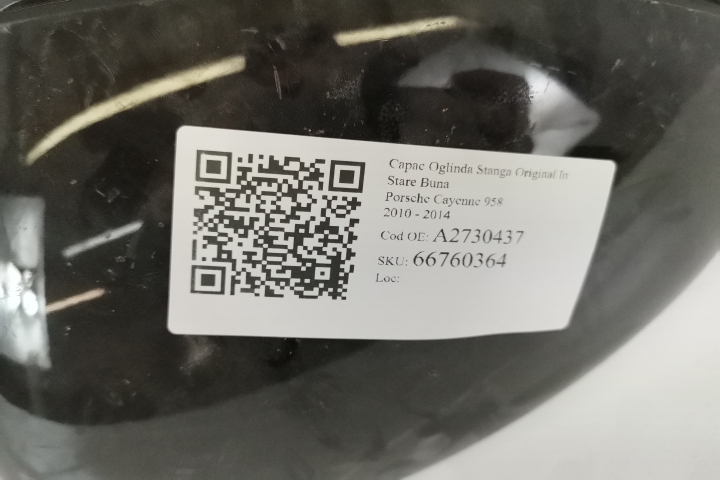 Capac Oglinda Stanga Original In
Stare Buna
Porsche Cayenne 958
2010 - 2014
Cod OE: A2730437
SKU: 66760364
Loc: